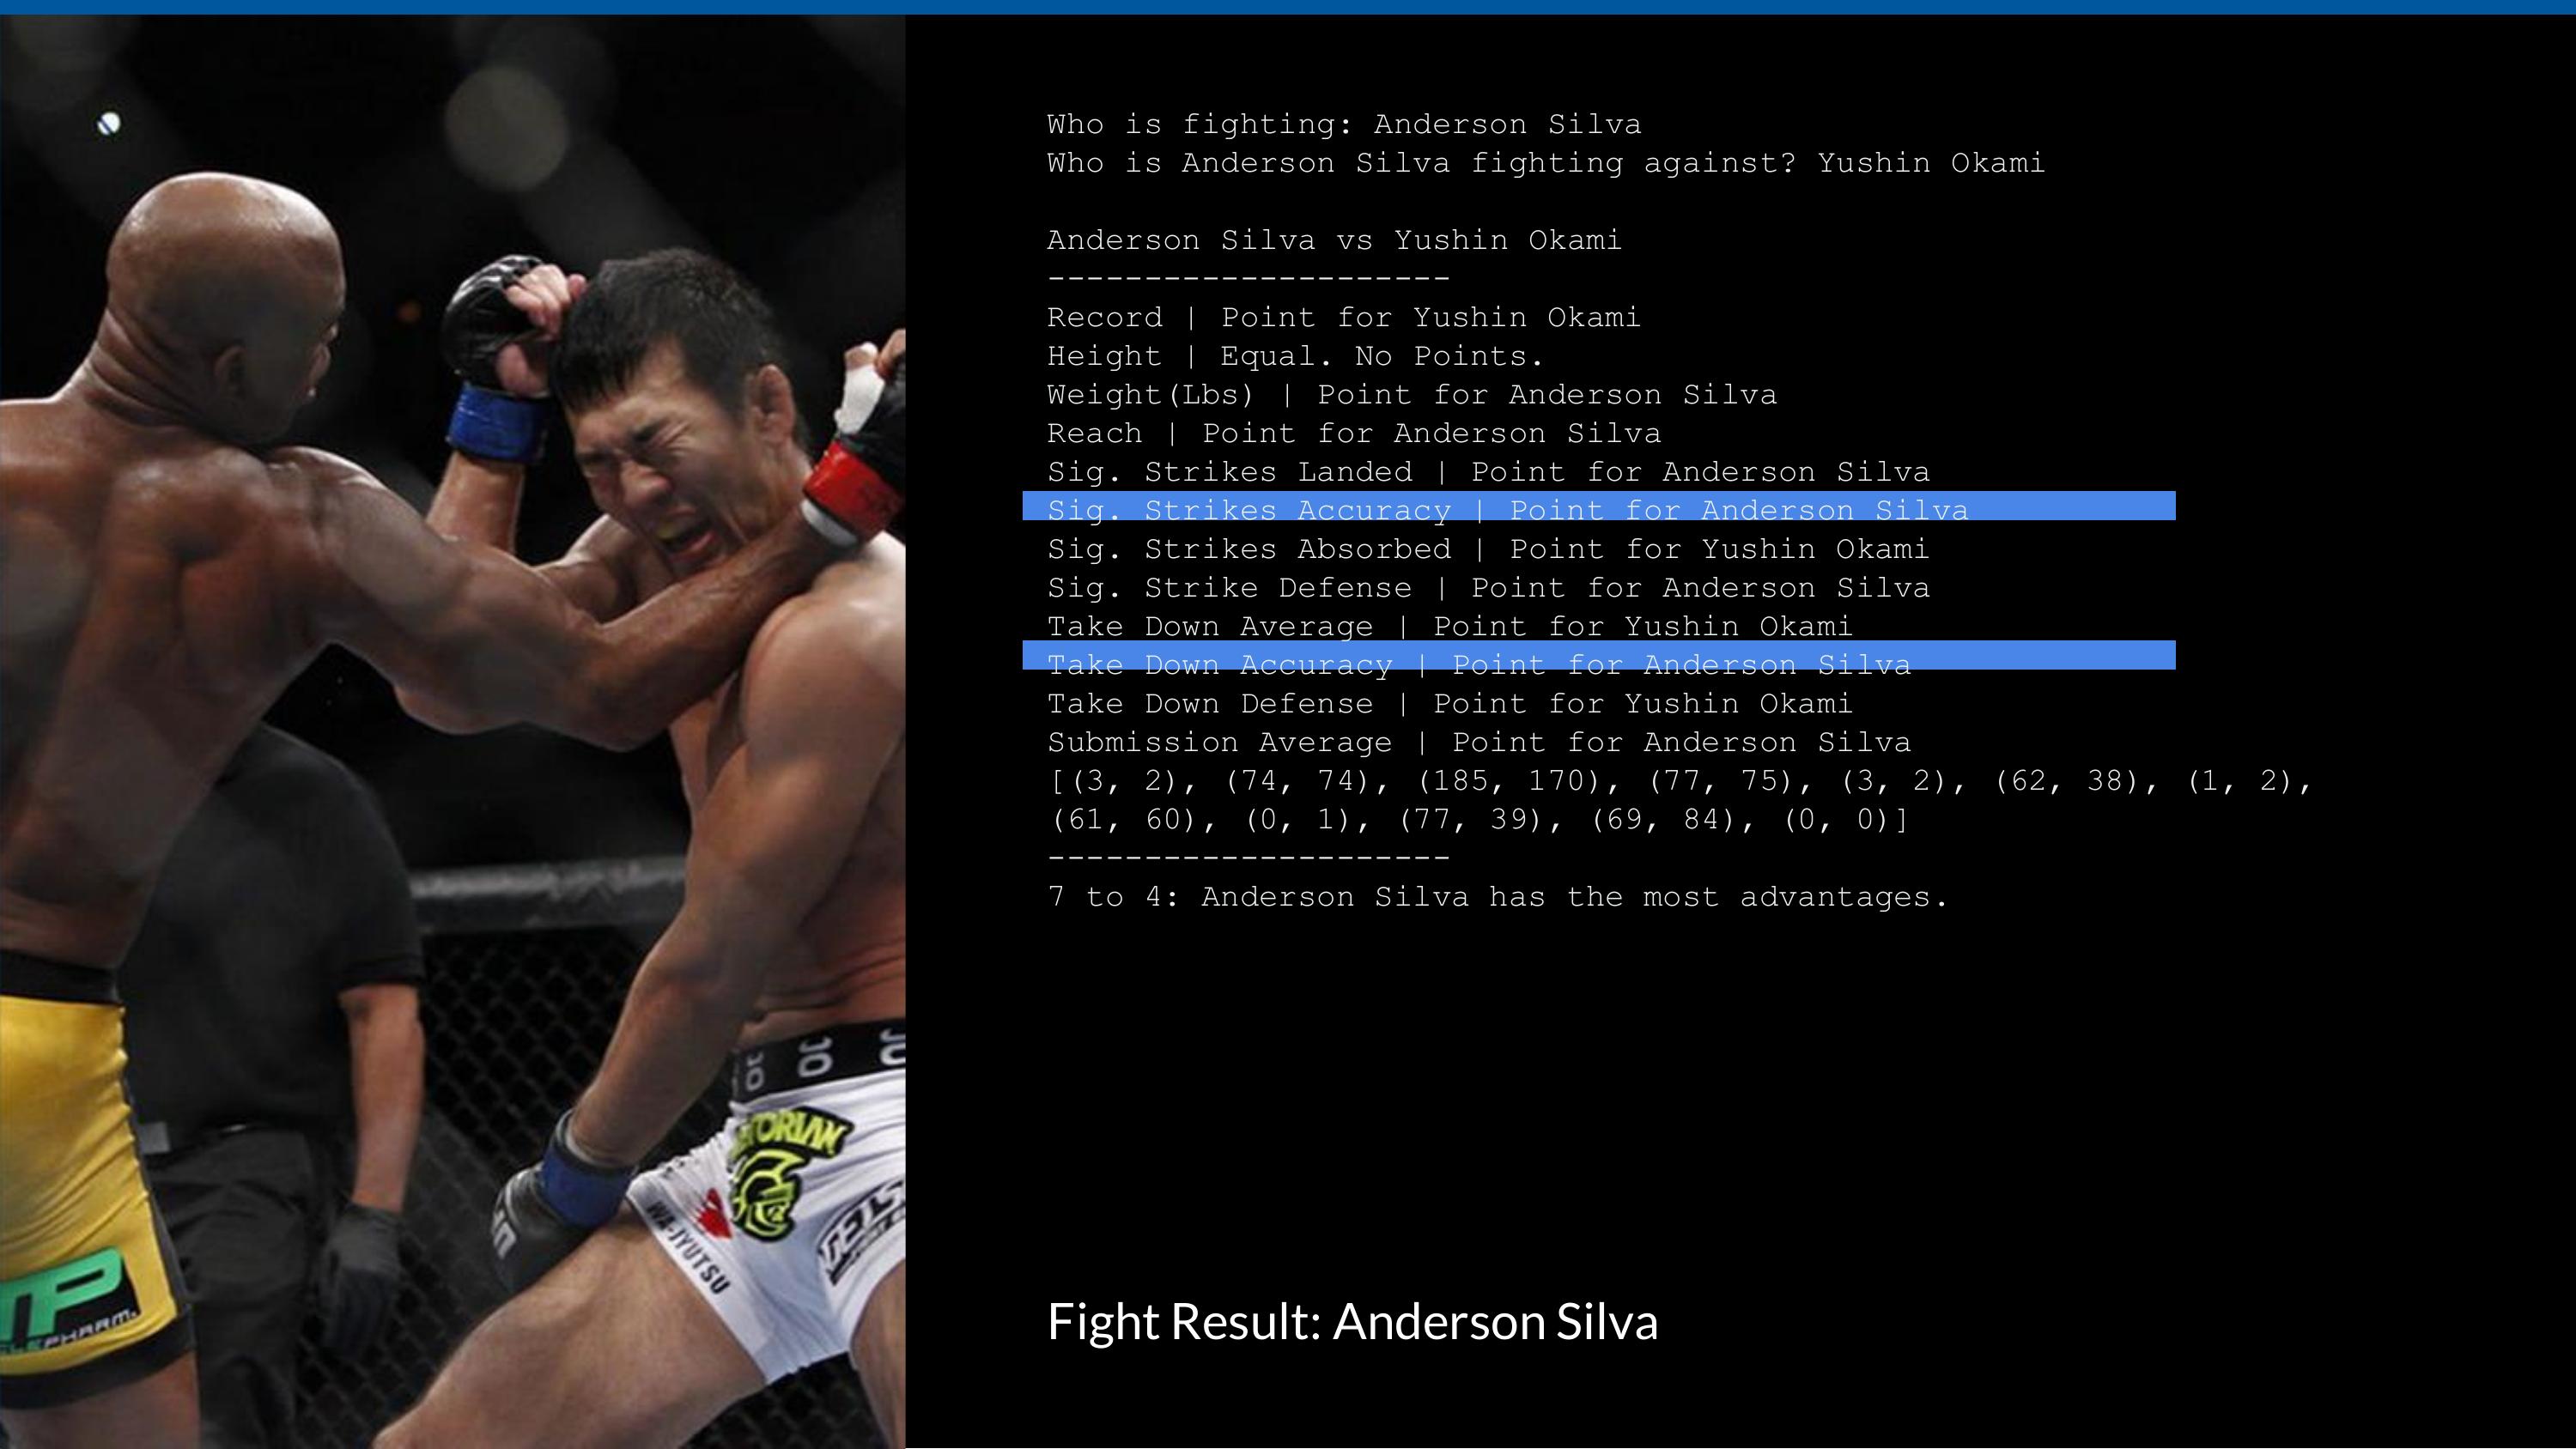 Who is fighting: Anderson Silva
Who is Anderson Silva fighting against? Yushin Okami
Anderson Silva vs Yushin Okami
---------------------
Record | Point for Yushin Okami
Height | Equal. No Points.
Weight(Lbs) | Point for Anderson Silva
Reach | Point for Anderson Silva
Sig. Strikes Landed | Point for Anderson Silva
Sig. Strikes Accuracy | Point for Anderson Silva
Sig. Strikes Absorbed | Point for Yushin Okami
Sig. Strike Defense | Point for Anderson Silva
Take Down Average | Point for Yushin Okami
Take Down Accuracy | Point for Anderson Silva
Take Down Defense | Point for Yushin Okami
Submission Average | Point for Anderson Silva
[(3, 2), (74, 74), (185, 170), (77, 75), (3, 2), (62, 38), (1, 2),
(61, 60), (0, 1), (77, 39), (69, 84), (0, 0)]
---------------------
7 to 4: Anderson Silva has the most advantages.
Fight Result: Anderson Silva
TORIAN
WA-JYUTSU
TP
LEPHARM